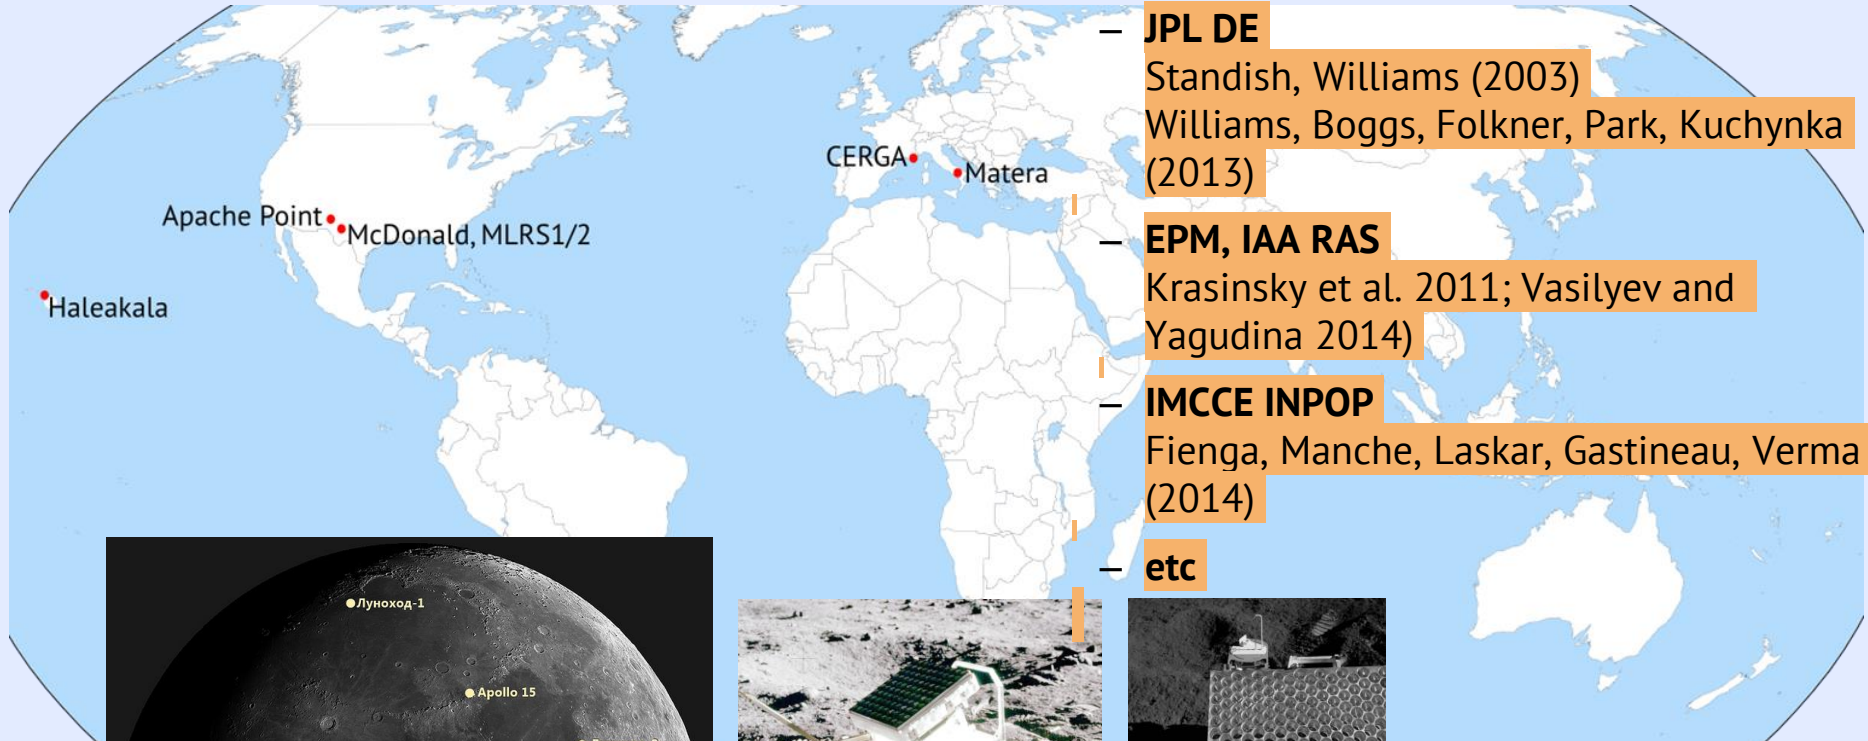 – JPL DE
Standish, Williams (2003)
Williams, Boggs, Folkner, Park, Kuchynka
(2013)
– EPM, IAA RAS
Krasinsky et al. 2011; Vasilyev and
Yagudina 2014)
– IMCCE INPOP
Fienga, Manche, Laskar, Gastineau, Verma
(2014)
– etc
CERGA
Matera
Apache Point
McDonald, MLRS1/2
Haleakala
Луноход-1
Apollo 15